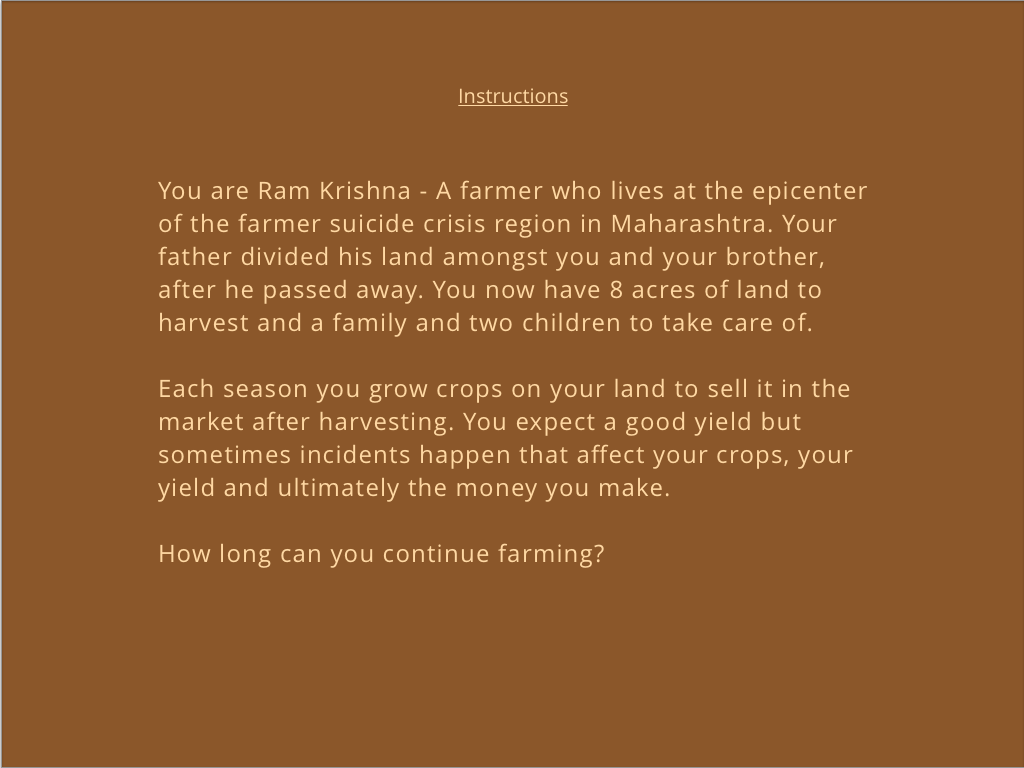 Instructions
You are Ram Krishna - A farmer who lives at the epicenter
of the farmer suicide crisis region in Maharashtra. Your
father divided his land amongst you and your brother,
after he passed away. You now have 8 acres of land to
harvest and a family and two children to take care of.
Each season you grow crops on your land to sell it in the
market after harvesting. You expect a good yield but
sometimes incidents happen that affect your crops, your
yield and ultimately the money you make.
How long can you continue farming?